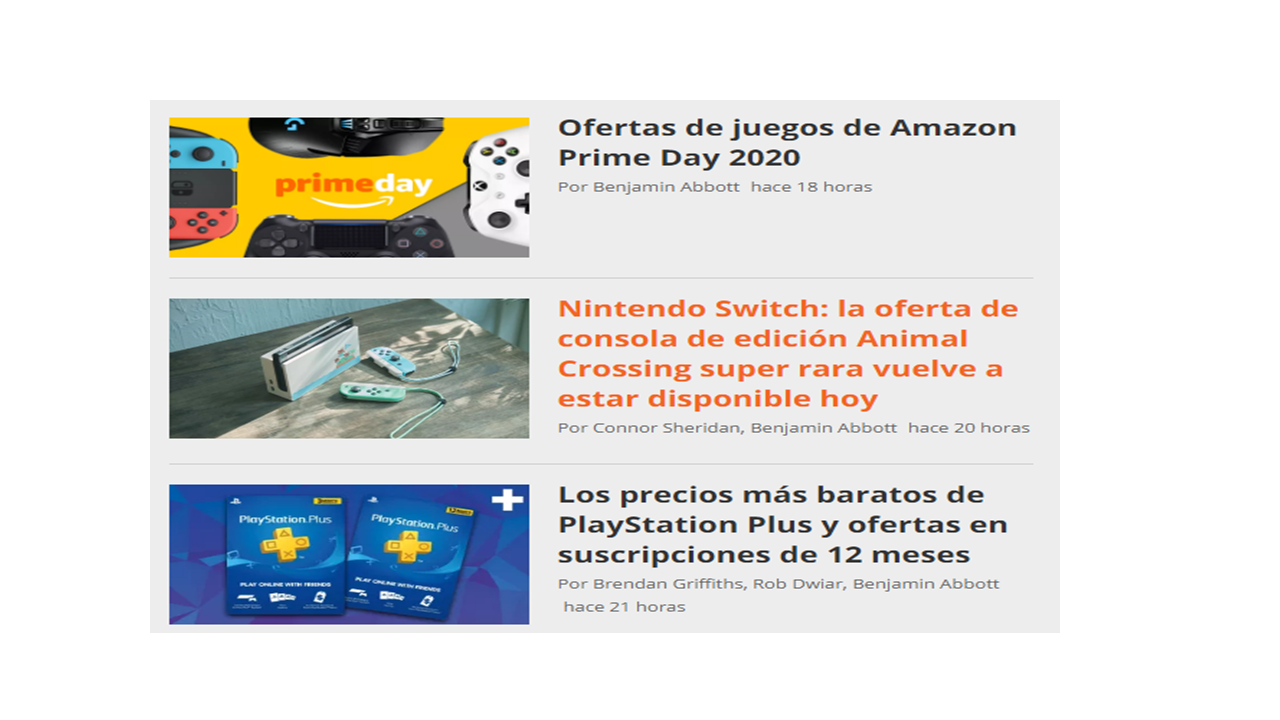 primeday
Ofertas de juegos de Amazon
Prime Day 2020
Por Benjamin Abbott hace 18 horas
Nintendo Switch: la oferta de
consola de edición Animal
Crossing super rara vuelve a
estar disponible hoy
Por Connor Sheridan, Benjamin Abbott hace 20 horas
PlayStation.Plus
PLAY ONLINE WITH FRIENDS
PlayStation.Plus
PLAY ONLINE WITH FRIENDS
Los precios más baratos de
PlayStation Plus y ofertas en
suscripciones de 12 meses
Por Brendan Griffiths, Rob Dwiar, Benjamin Abbott
hace 21 horas